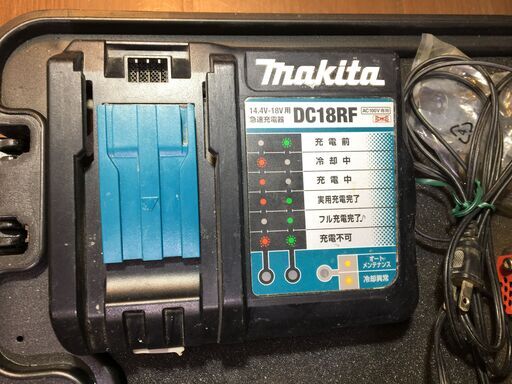 makita
14.4V-18V用
急速充電器 DC18RF AC100V専用
充電前
冷却中
充電中
実用充電完了
フル充電完了♪
充電不可
オート
メンテナンス
冷却異常